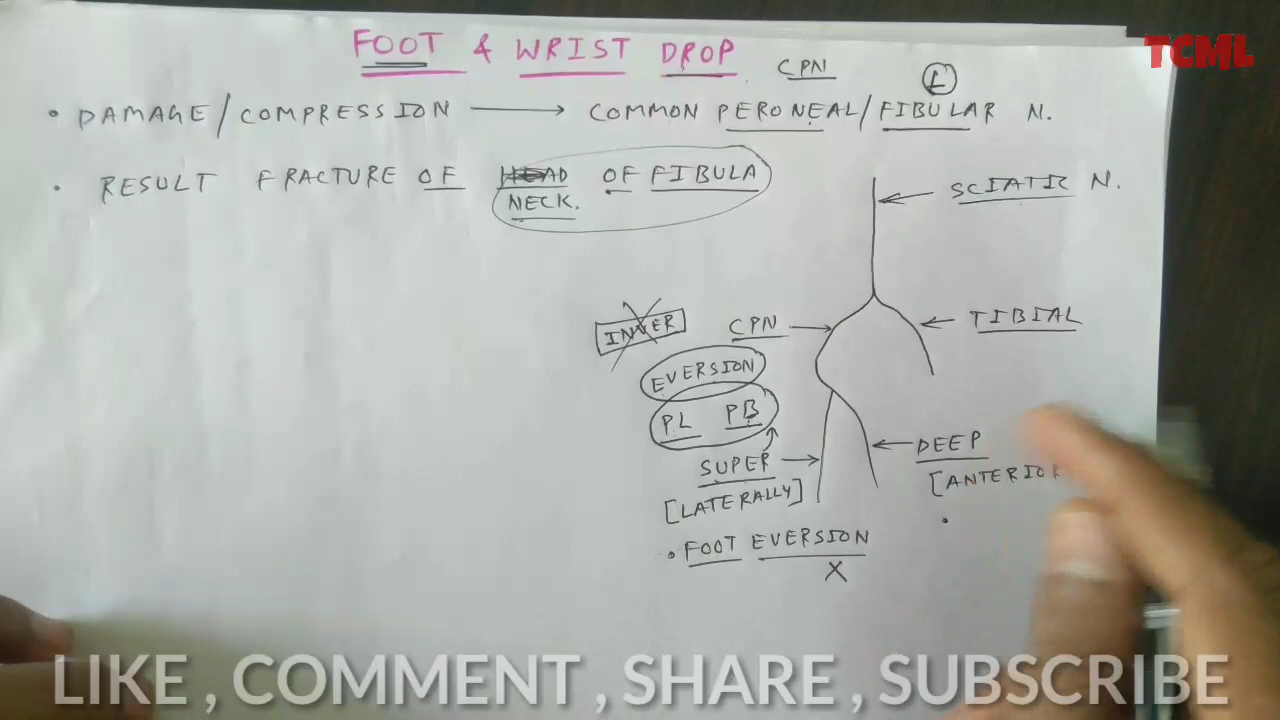 FOOT & WRIST DROP
TCML
CPN
L
• DAMAGE/COMPRESSION → COMMON PERONEAL/FIBULAR N.
• RESULT FRACTURE OF HEAD OF FIBULA
NECK.
← SCIATIC N.
INVER
CPN →
← TIBIAL
EVERSION
PL PB
SUPER →
← DEEP
[LATERALLY]
[ANTERIOR
• FOOT EVERSION
X
LIKE , COMMENT , SHARE , SUBSCRIBE